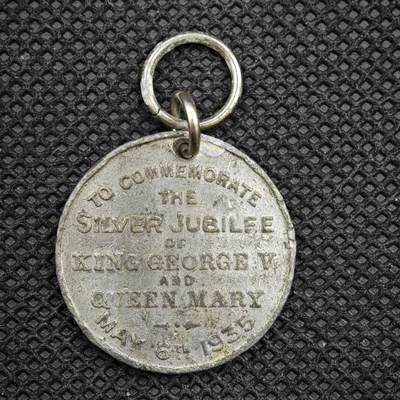 TO COMMEMORATE
THE
SILVER JUBILEE
OF
KING GEORGE V
AND
QUEEN MARY
MAY 6TH 1935